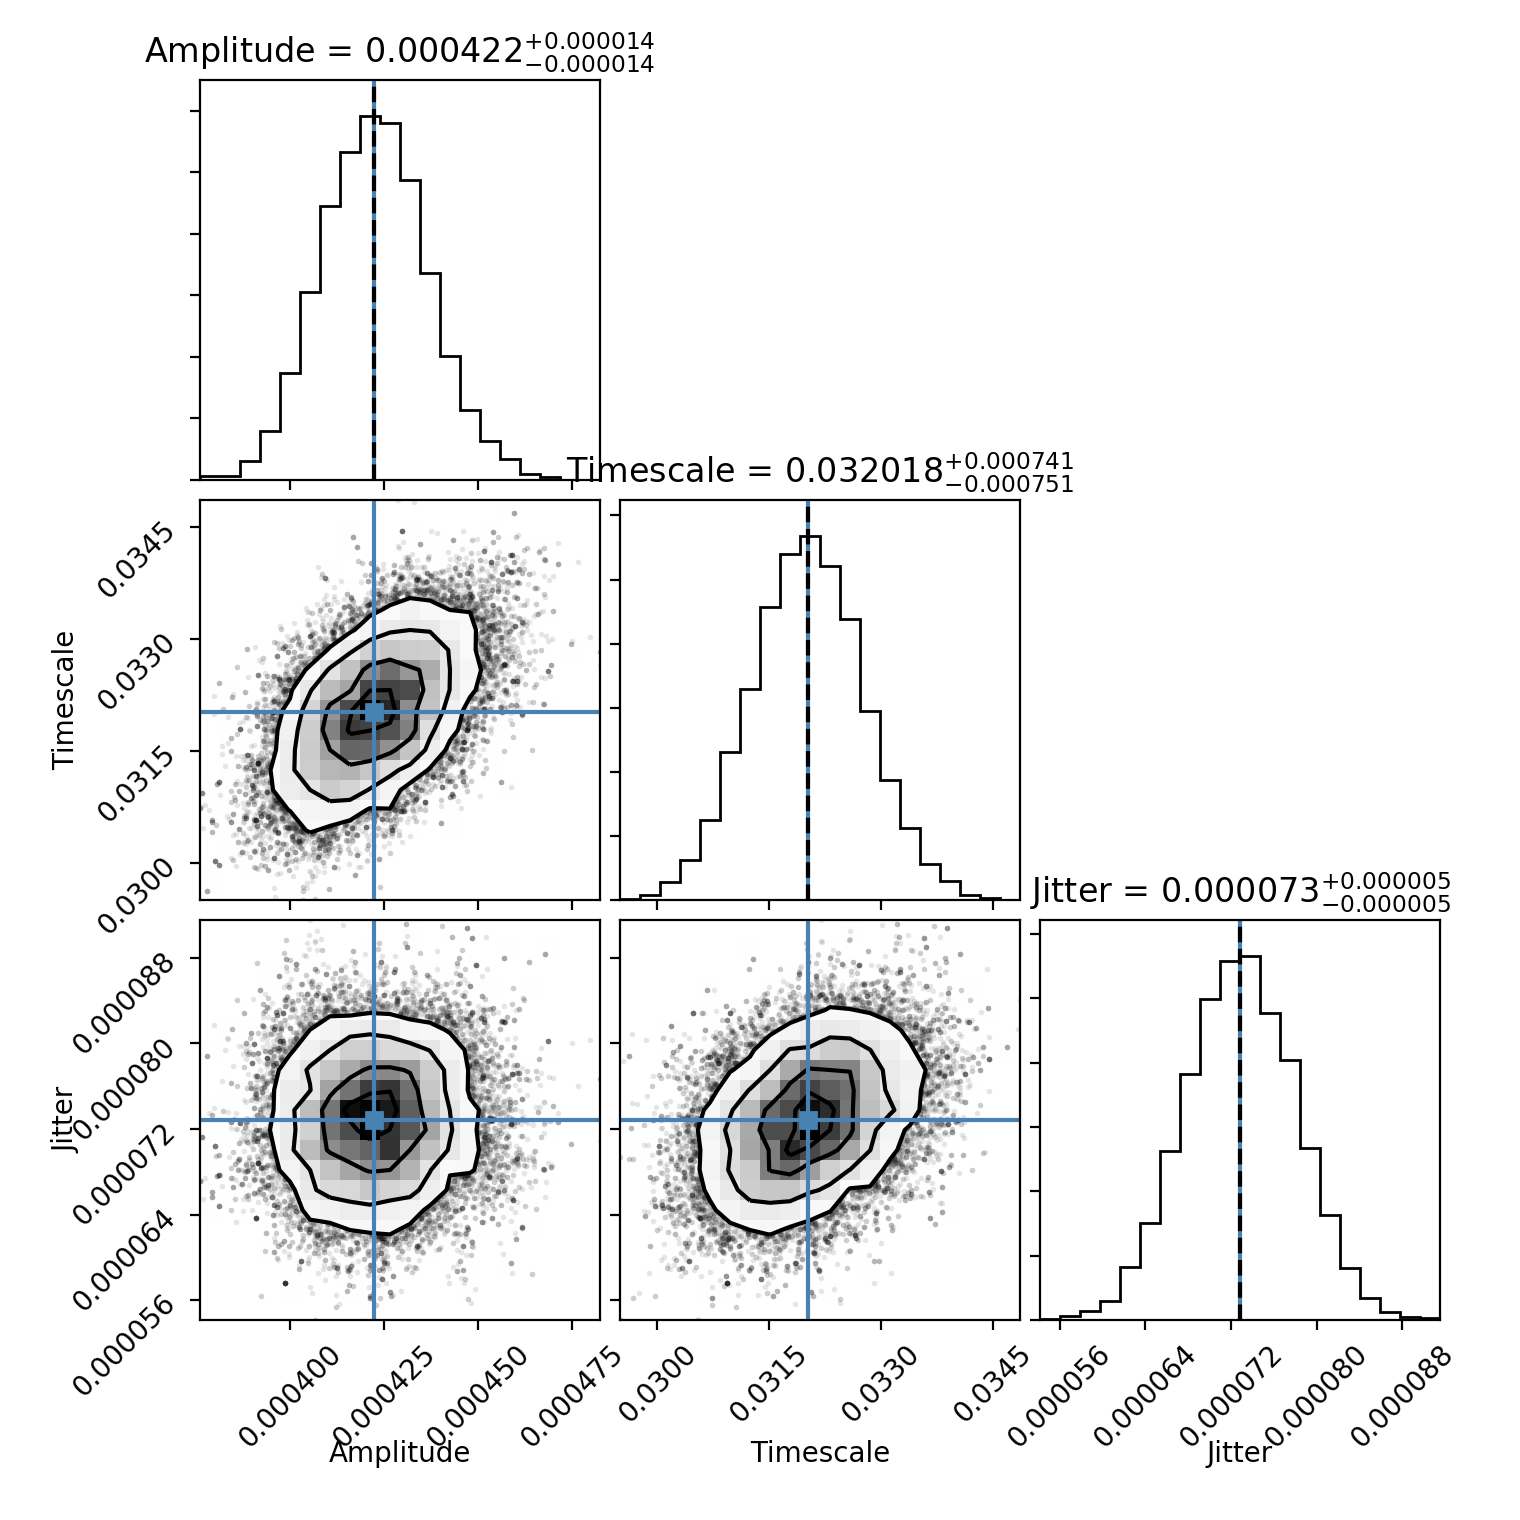 Amplitude = 0.000422 +0.000014 −0.000014
Timescale = 0.032018 +0.000741 −0.000751
0.0345
0.0330
0.0315
0.0300
Timescale
Jitter = 0.000073 +0.000005 −0.000005
0.000088
0.000080
0.000072
0.000064
0.000056
Jitter
0.000400 0.000425 0.000450 0.000475
0.0300 0.0315 0.0330 0.0345
0.000056 0.000064 0.000072 0.000080 0.000088
Amplitude Timescale Jitter